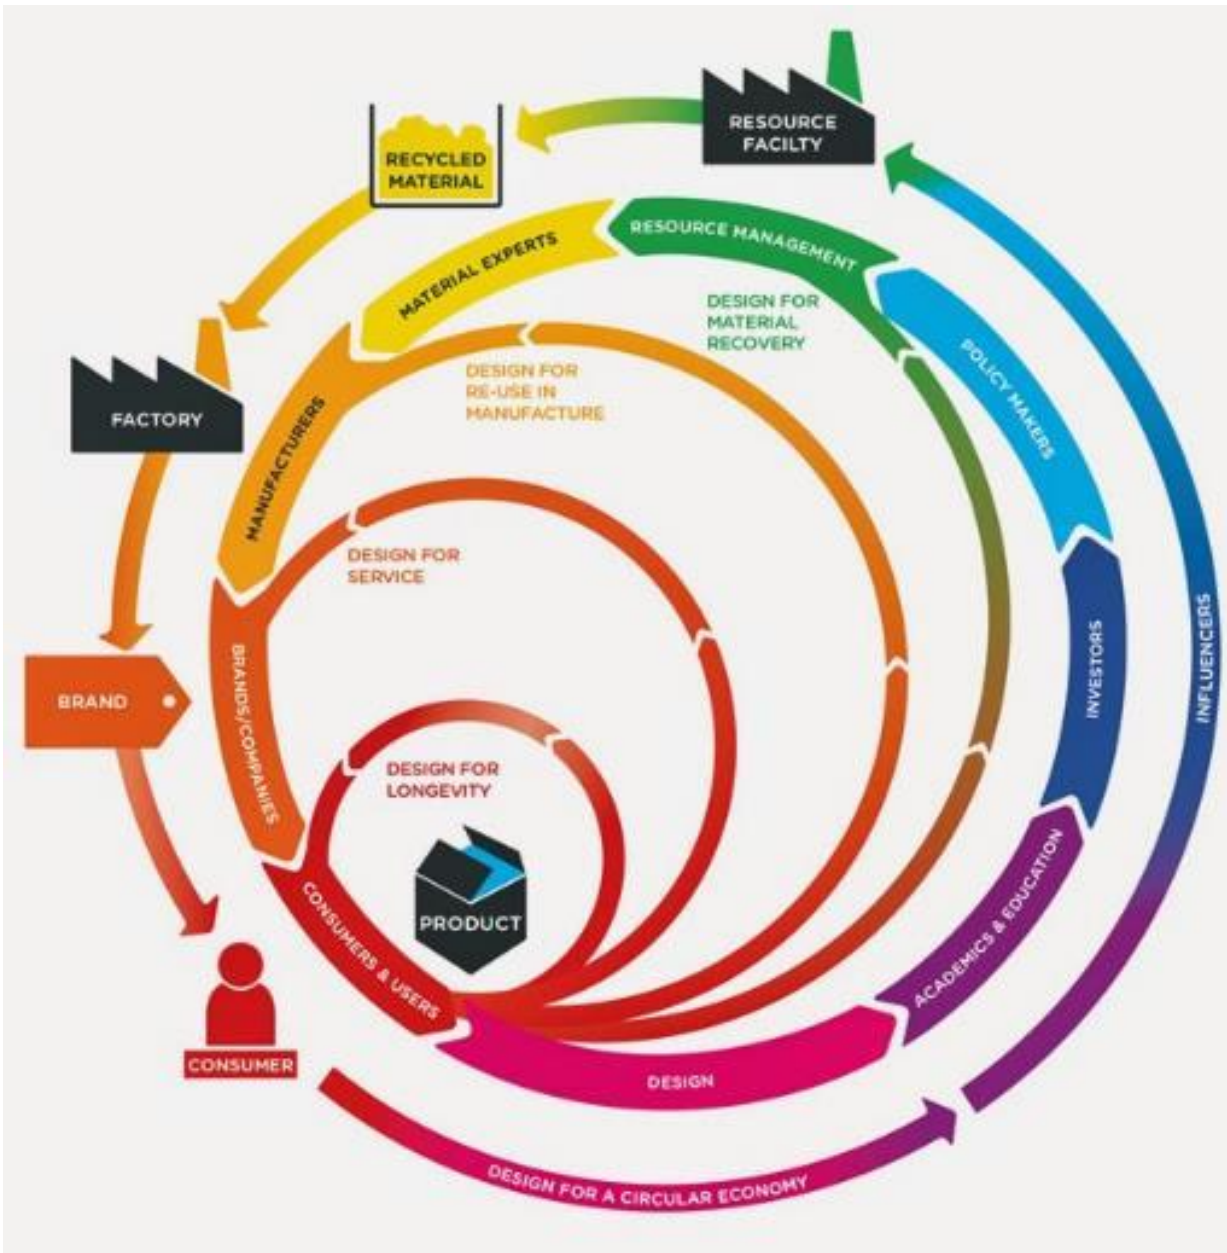 RESOURCE
FACILTY
RECYCLED
MATERIAL
RESOURCE MANAGEMENT
MATERIAL EXPERTS
DESIGN FOR
MATERIAL
RECOVERY
POLICY MAKERS
DESIGN FOR
RE-USE IN
MANUFACTURE
FACTORY
MANUFACTURERS
DESIGN FOR
SERVICE
INVESTORS
INFLUENCERS
BRAND
BRANDS/COMPANIES
DESIGN FOR
LONGEVITY
PRODUCT
CONSUMERS & USERS
ACADEMICS & EDUCATION
CONSUMER
DESIGN
DESIGN FOR A CIRCULAR ECONOMY